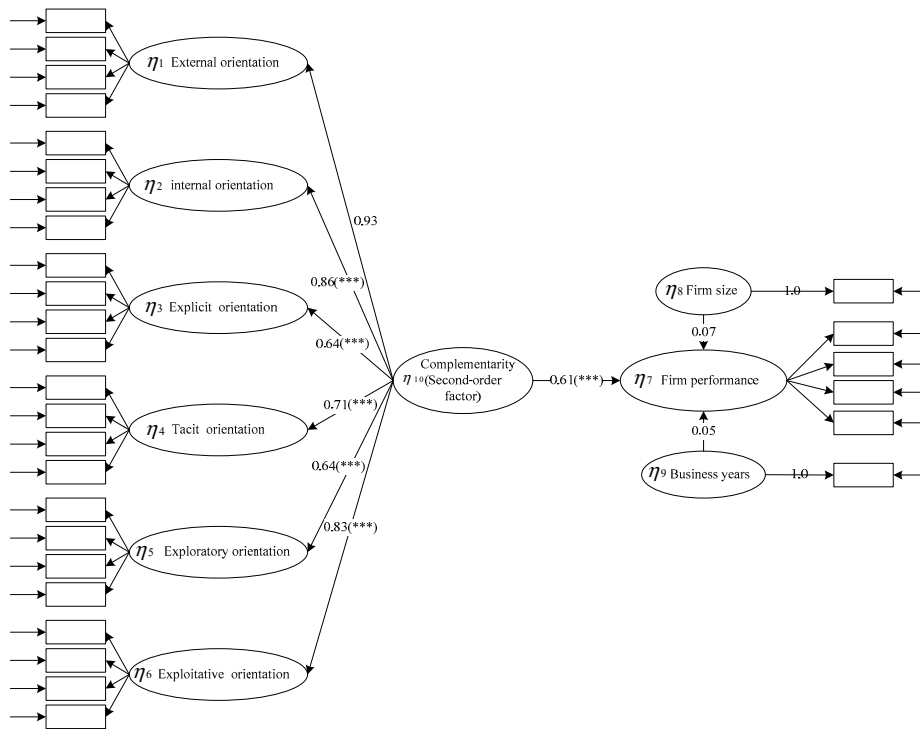 η1 External orientation
η2 internal orientation
η3 Explicit orientation
η4 Tacit orientation
η5 Exploratory orientation
η6 Exploitative orientation
0.93
0.86(***)
0.64(***)
0.71(***)
0.64(***)
0.83(***)
Complementarity
η10(Second-order
factor)
0.61(***)
η8 Firm size
1.0
0.07
η7 Firm performance
0.05
η9 Business years
1.0